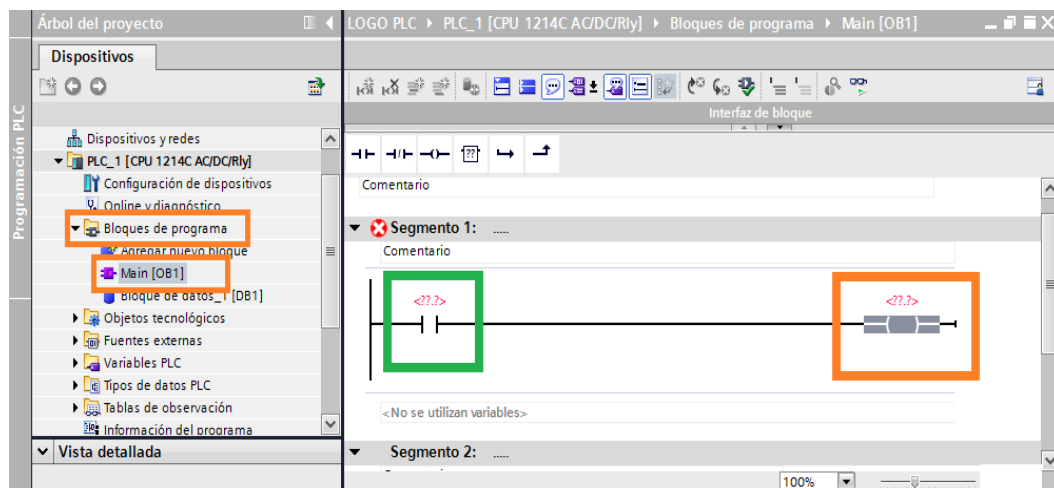 Árbol del proyecto
LOGO PLC ▸ PLC_1 [CPU 1214C AC/DC/Rly] ▸ Bloques de programa ▸ Main [OB1]
Dispositivos
Programación PLC
Interfaz de bloque
Dispositivos y redes
PLC_1 [CPU 1214C AC/DC/Rly]
Configuración de dispositivos
Online y diagnóstico
Bloques de programa
Agregar nuevo bloque
Main [OB1]
Bloque de datos_1 [DB1]
Objetos tecnológicos
Fuentes externas
Variables PLC
Tipos de datos PLC
Tablas de observación
Información del programa
Vista detallada
??
Comentario
Segmento 1: .....
Comentario
<??.?>
<??.?>
<No se utilizan variables>
Segmento 2: .....
100%